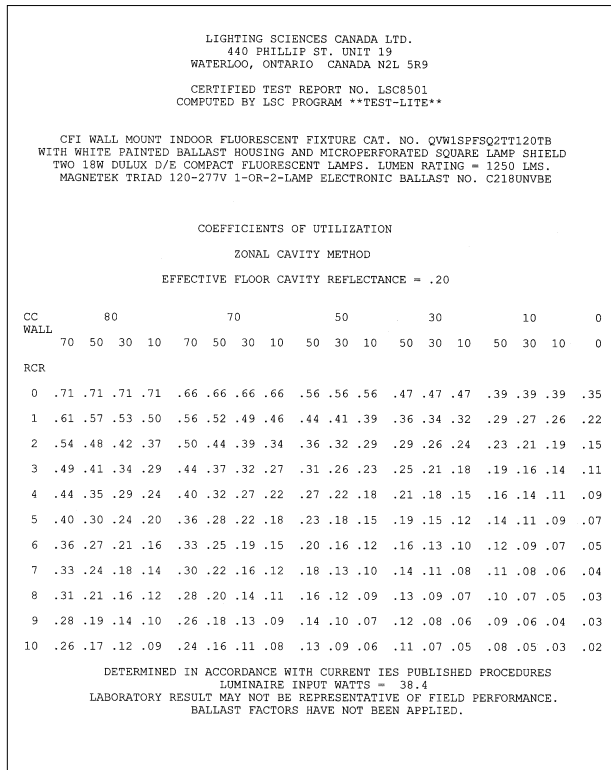 LIGHTING SCIENCES CANADA LTD.
440 PHILLIP ST. UNIT 19
WATERLOO, ONTARIO CANADA N2L 5R9
CERTIFIED TEST REPORT NO. LSC8501
COMPUTED BY LSC PROGRAM **TEST-LITE**
CFI WALL MOUNT INDOOR FLUORESCENT FIXTURE CAT. NO. QVW1SPFSQ2TT120TB
WITH WHITE PAINTED BALLAST HOUSING AND MICROPERFORATED SQUARE LAMP SHIELD
TWO 18W DULUX D/E COMPACT FLUORESCENT LAMPS. LUMEN RATING = 1250 LMS.
MAGNETEK TRIAD 120-277V 1-OR-2-LAMP ELECTRONIC BALLAST NO. C218UNVBE
COEFFICIENTS OF UTILIZATION
ZONAL CAVITY METHOD
EFFECTIVE FLOOR CAVITY REFLECTANCE = .20
CC 80 70 50 30 10 0
WALL
70 50 30 10 70 50 30 10 50 30 10 50 30 10 50 30 10 0
RCR
0 .71 .71 .71 .71 .66 .66 .66 .66 .56 .56 .56 .47 .47 .47 .39 .39 .39 .35
1 .61 .57 .53 .50 .56 .52 .49 .46 .44 .41 .39 .36 .34 .32 .29 .27 .26 .22
2 .54 .48 .42 .37 .50 .44 .39 .34 .36 .32 .29 .29 .26 .24 .23 .21 .19 .15
3 .49 .41 .34 .29 .44 .37 .32 .27 .31 .26 .23 .25 .21 .18 .19 .16 .14 .11
4 .44 .35 .29 .24 .40 .32 .27 .22 .27 .22 .18 .21 .18 .15 .16 .14 .11 .09
5 .40 .30 .24 .20 .36 .28 .22 .18 .23 .18 .15 .19 .15 .12 .14 .11 .09 .07
6 .36 .27 .21 .16 .33 .25 .19 .15 .20 .16 .12 .16 .13 .10 .12 .09 .07 .05
7 .33 .24 .18 .14 .30 .22 .16 .12 .18 .13 .10 .14 .11 .08 .11 .08 .06 .04
8 .31 .21 .16 .12 .28 .20 .14 .11 .16 .12 .09 .13 .09 .07 .10 .07 .05 .03
9 .28 .19 .14 .10 .26 .18 .13 .09 .14 .10 .07 .12 .08 .06 .09 .06 .04 .03
10 .26 .17 .12 .09 .24 .16 .11 .08 .13 .09 .06 .11 .07 .05 .08 .05 .03 .02
DETERMINED IN ACCORDANCE WITH CURRENT IES PUBLISHED PROCEDURES
LUMINAIRE INPUT WATTS = 38.4
LABORATORY RESULT MAY NOT BE REPRESENTATIVE OF FIELD PERFORMANCE.
BALLAST FACTORS HAVE NOT BEEN APPLIED.